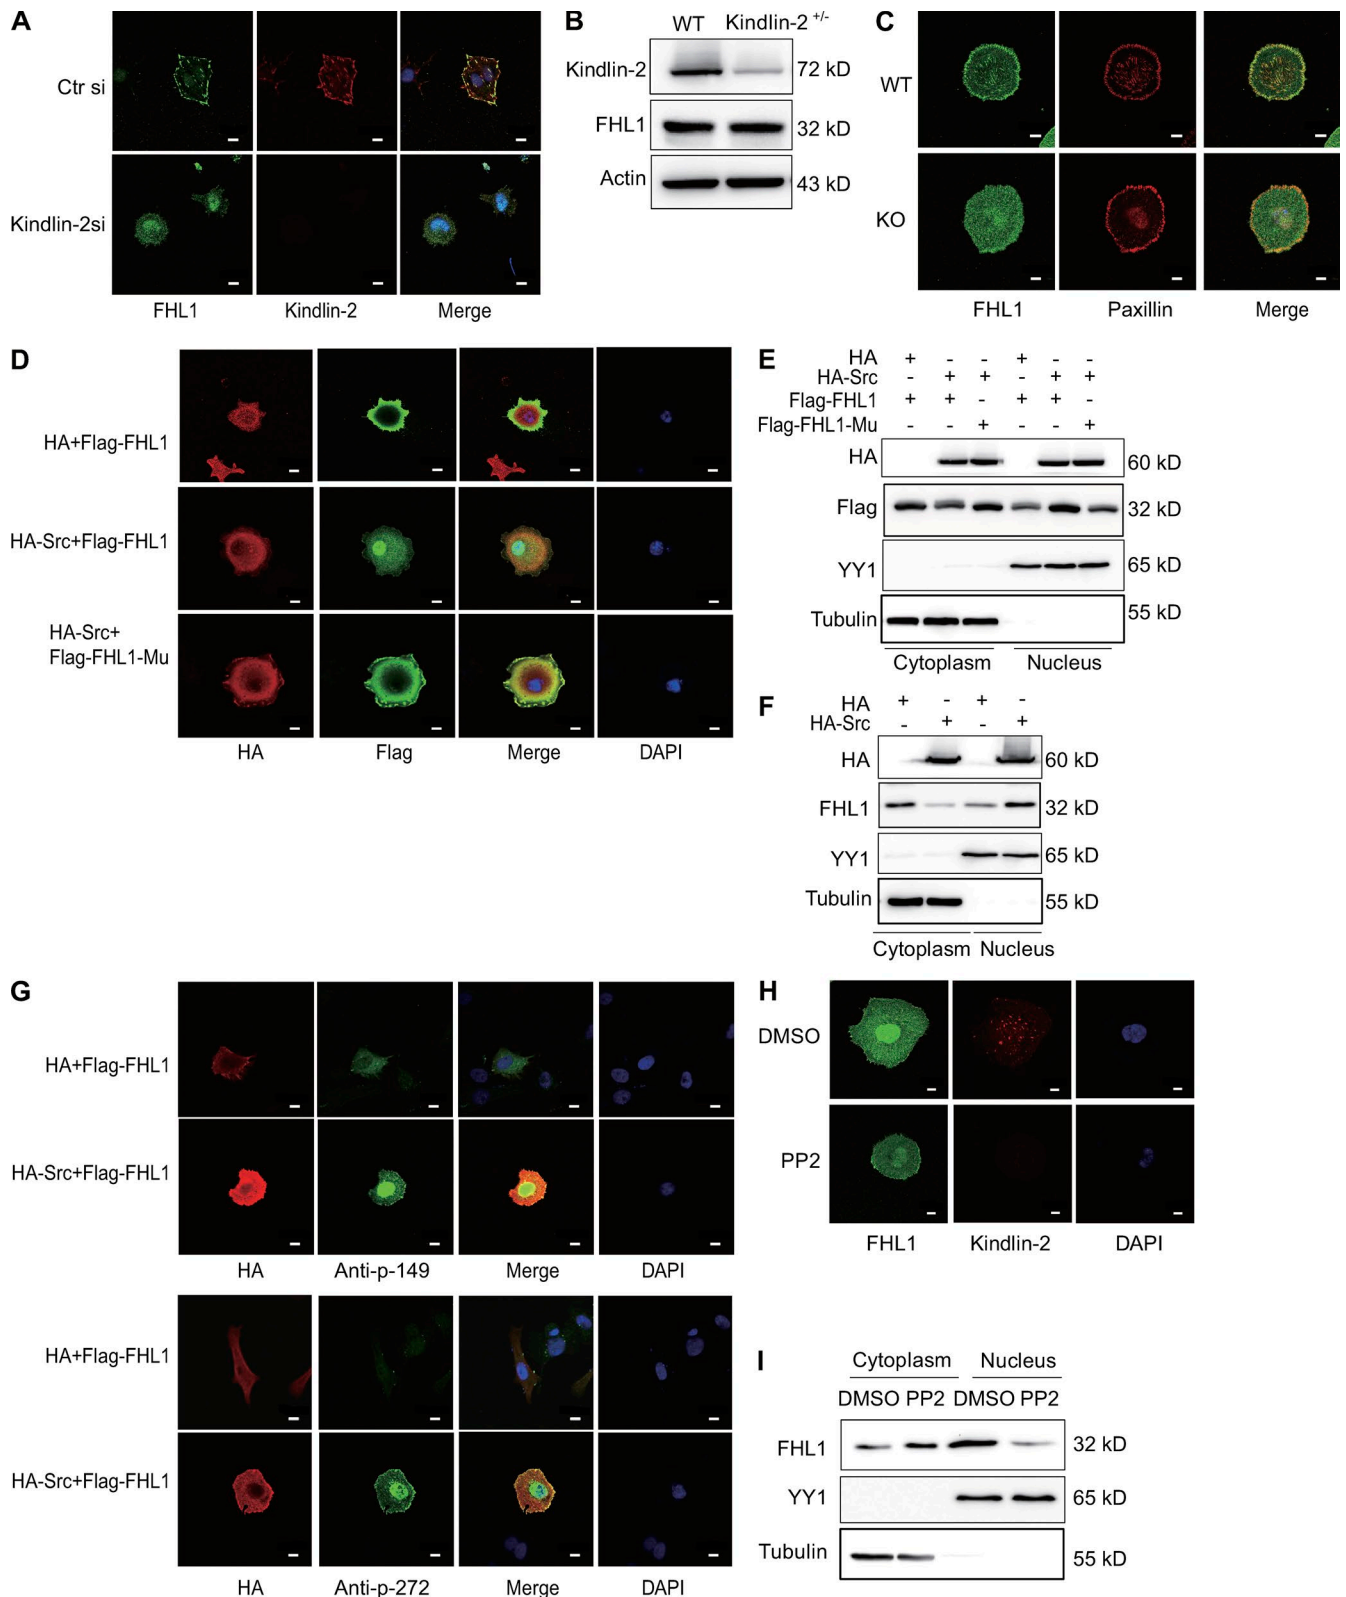 A
Ctr si
Kindlin-2si
FHL1 Kindlin-2 Merge
B
WT Kindlin-2 +/-
Kindlin-2 72 kD
FHL1 32 kD
Actin 43 kD
C
WT
KO
FHL1 Paxillin Merge
D
HA+Flag-FHL1
HA-Src+Flag-FHL1
HA-Src+
Flag-FHL1-Mu
HA Flag Merge DAPI
E
HA + - - + - -
HA-Src - + + - + +
Flag-FHL1 + + - + + -
Flag-FHL1-Mu - - + - - +
HA 60 kD
Flag 32 kD
YY1 65 kD
Tubulin 55 kD
Cytoplasm Nucleus
F
HA + - + -
HA-Src - + - +
HA 60 kD
FHL1 32 kD
YY1 65 kD
Tubulin 55 kD
Cytoplasm Nucleus
G
HA+Flag-FHL1
HA-Src+Flag-FHL1
HA Anti-p-149 Merge DAPI
HA+Flag-FHL1
HA-Src+Flag-FHL1
HA Anti-p-272 Merge DAPI
H
DMSO
PP2
FHL1 Kindlin-2 DAPI
I
Cytoplasm Nucleus
DMSO PP2 DMSO PP2
FHL1 32 kD
YY1 65 kD
Tubulin 55 kD